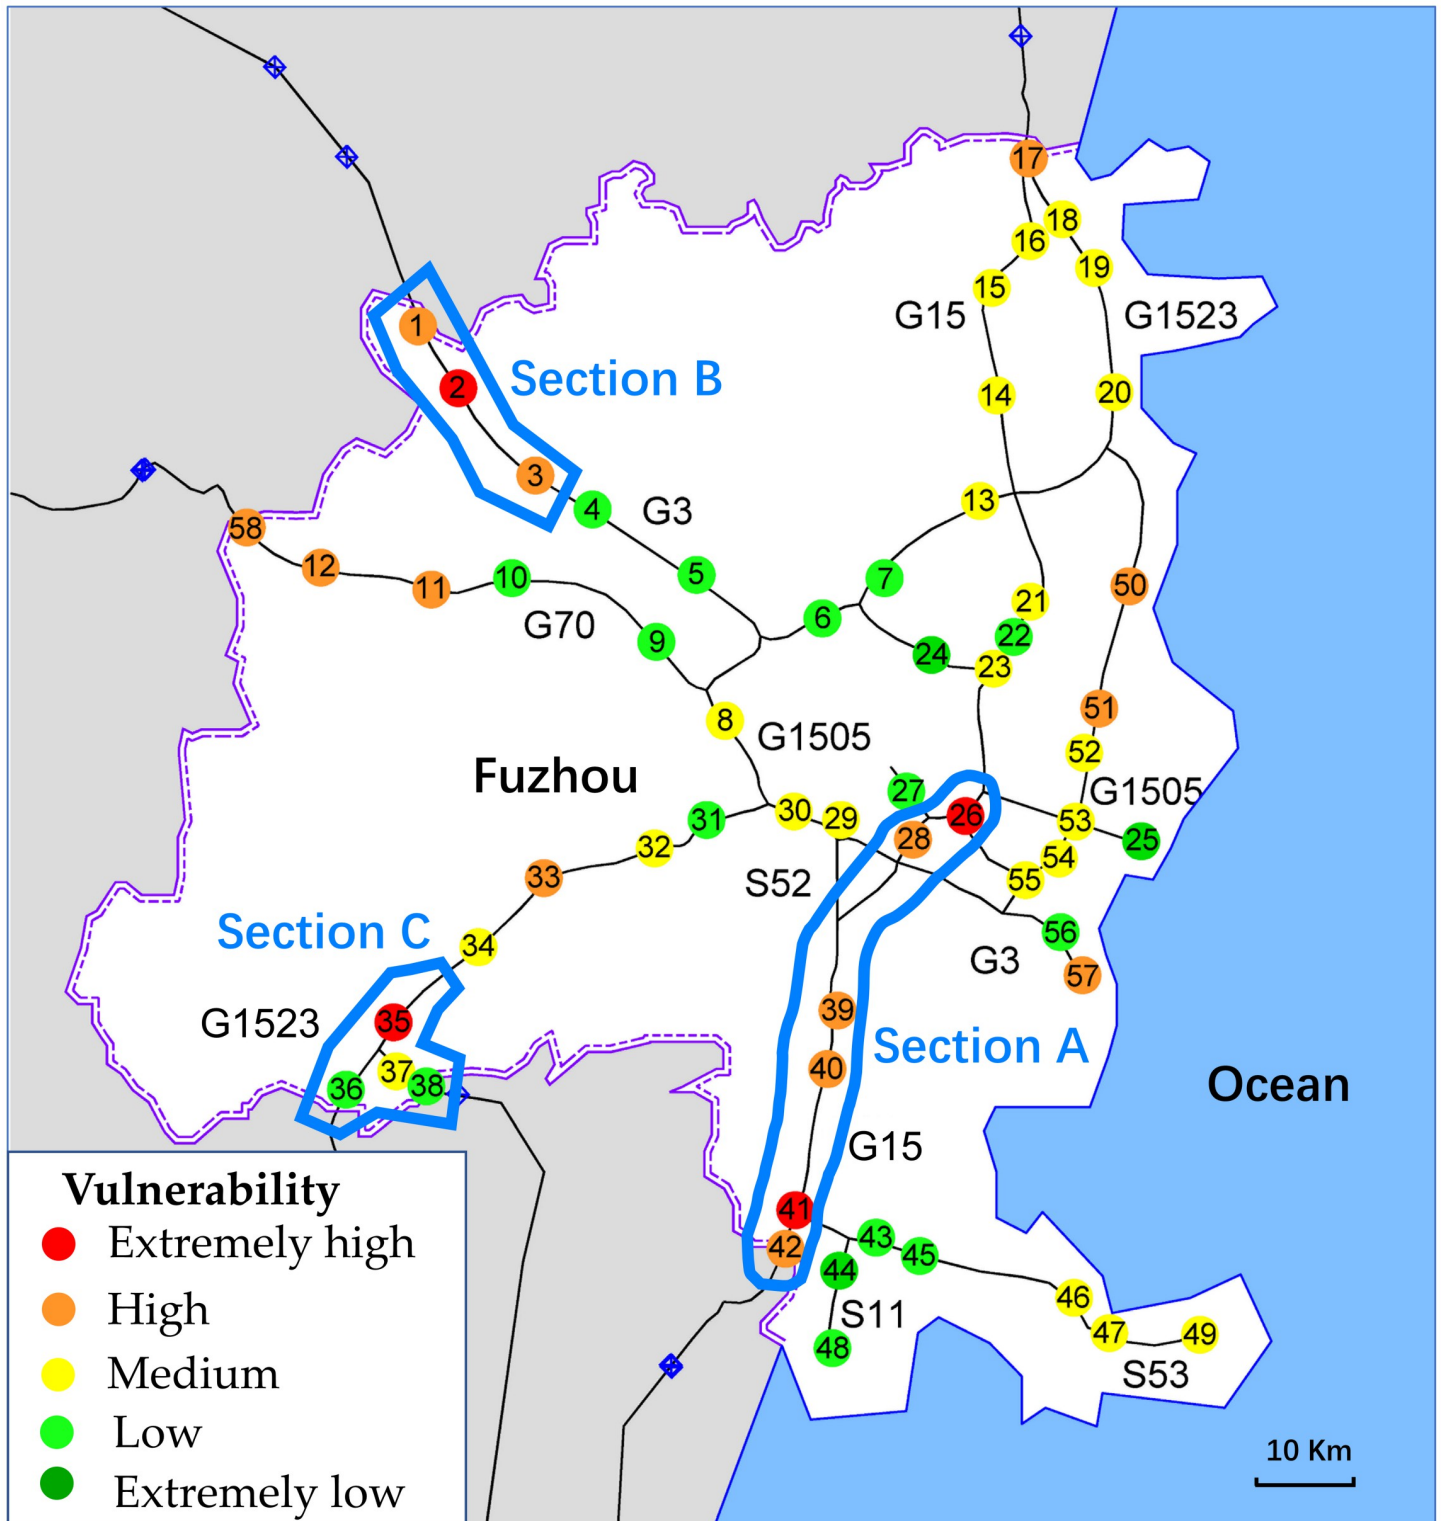 17
18
16
19
15
G15
G1523
1
Section B
2
14
20
3
13
4
G3
58
12
11
10
5
7
50
21
G70
6
22
9
24
23
51
8
G1505
52
Fuzhou
27
G1505
31
30
29
26
53
25
32
28
54
33
S52
55
Section C
34
56
G3
57
G1523
35
39
Section A
40
37
36
38
Ocean
G15
Vulnerability
41
Extremely high
42
43
45
44
High
46
S11
47
49
48
Medium
S53
Low
10 Km
Extremely low